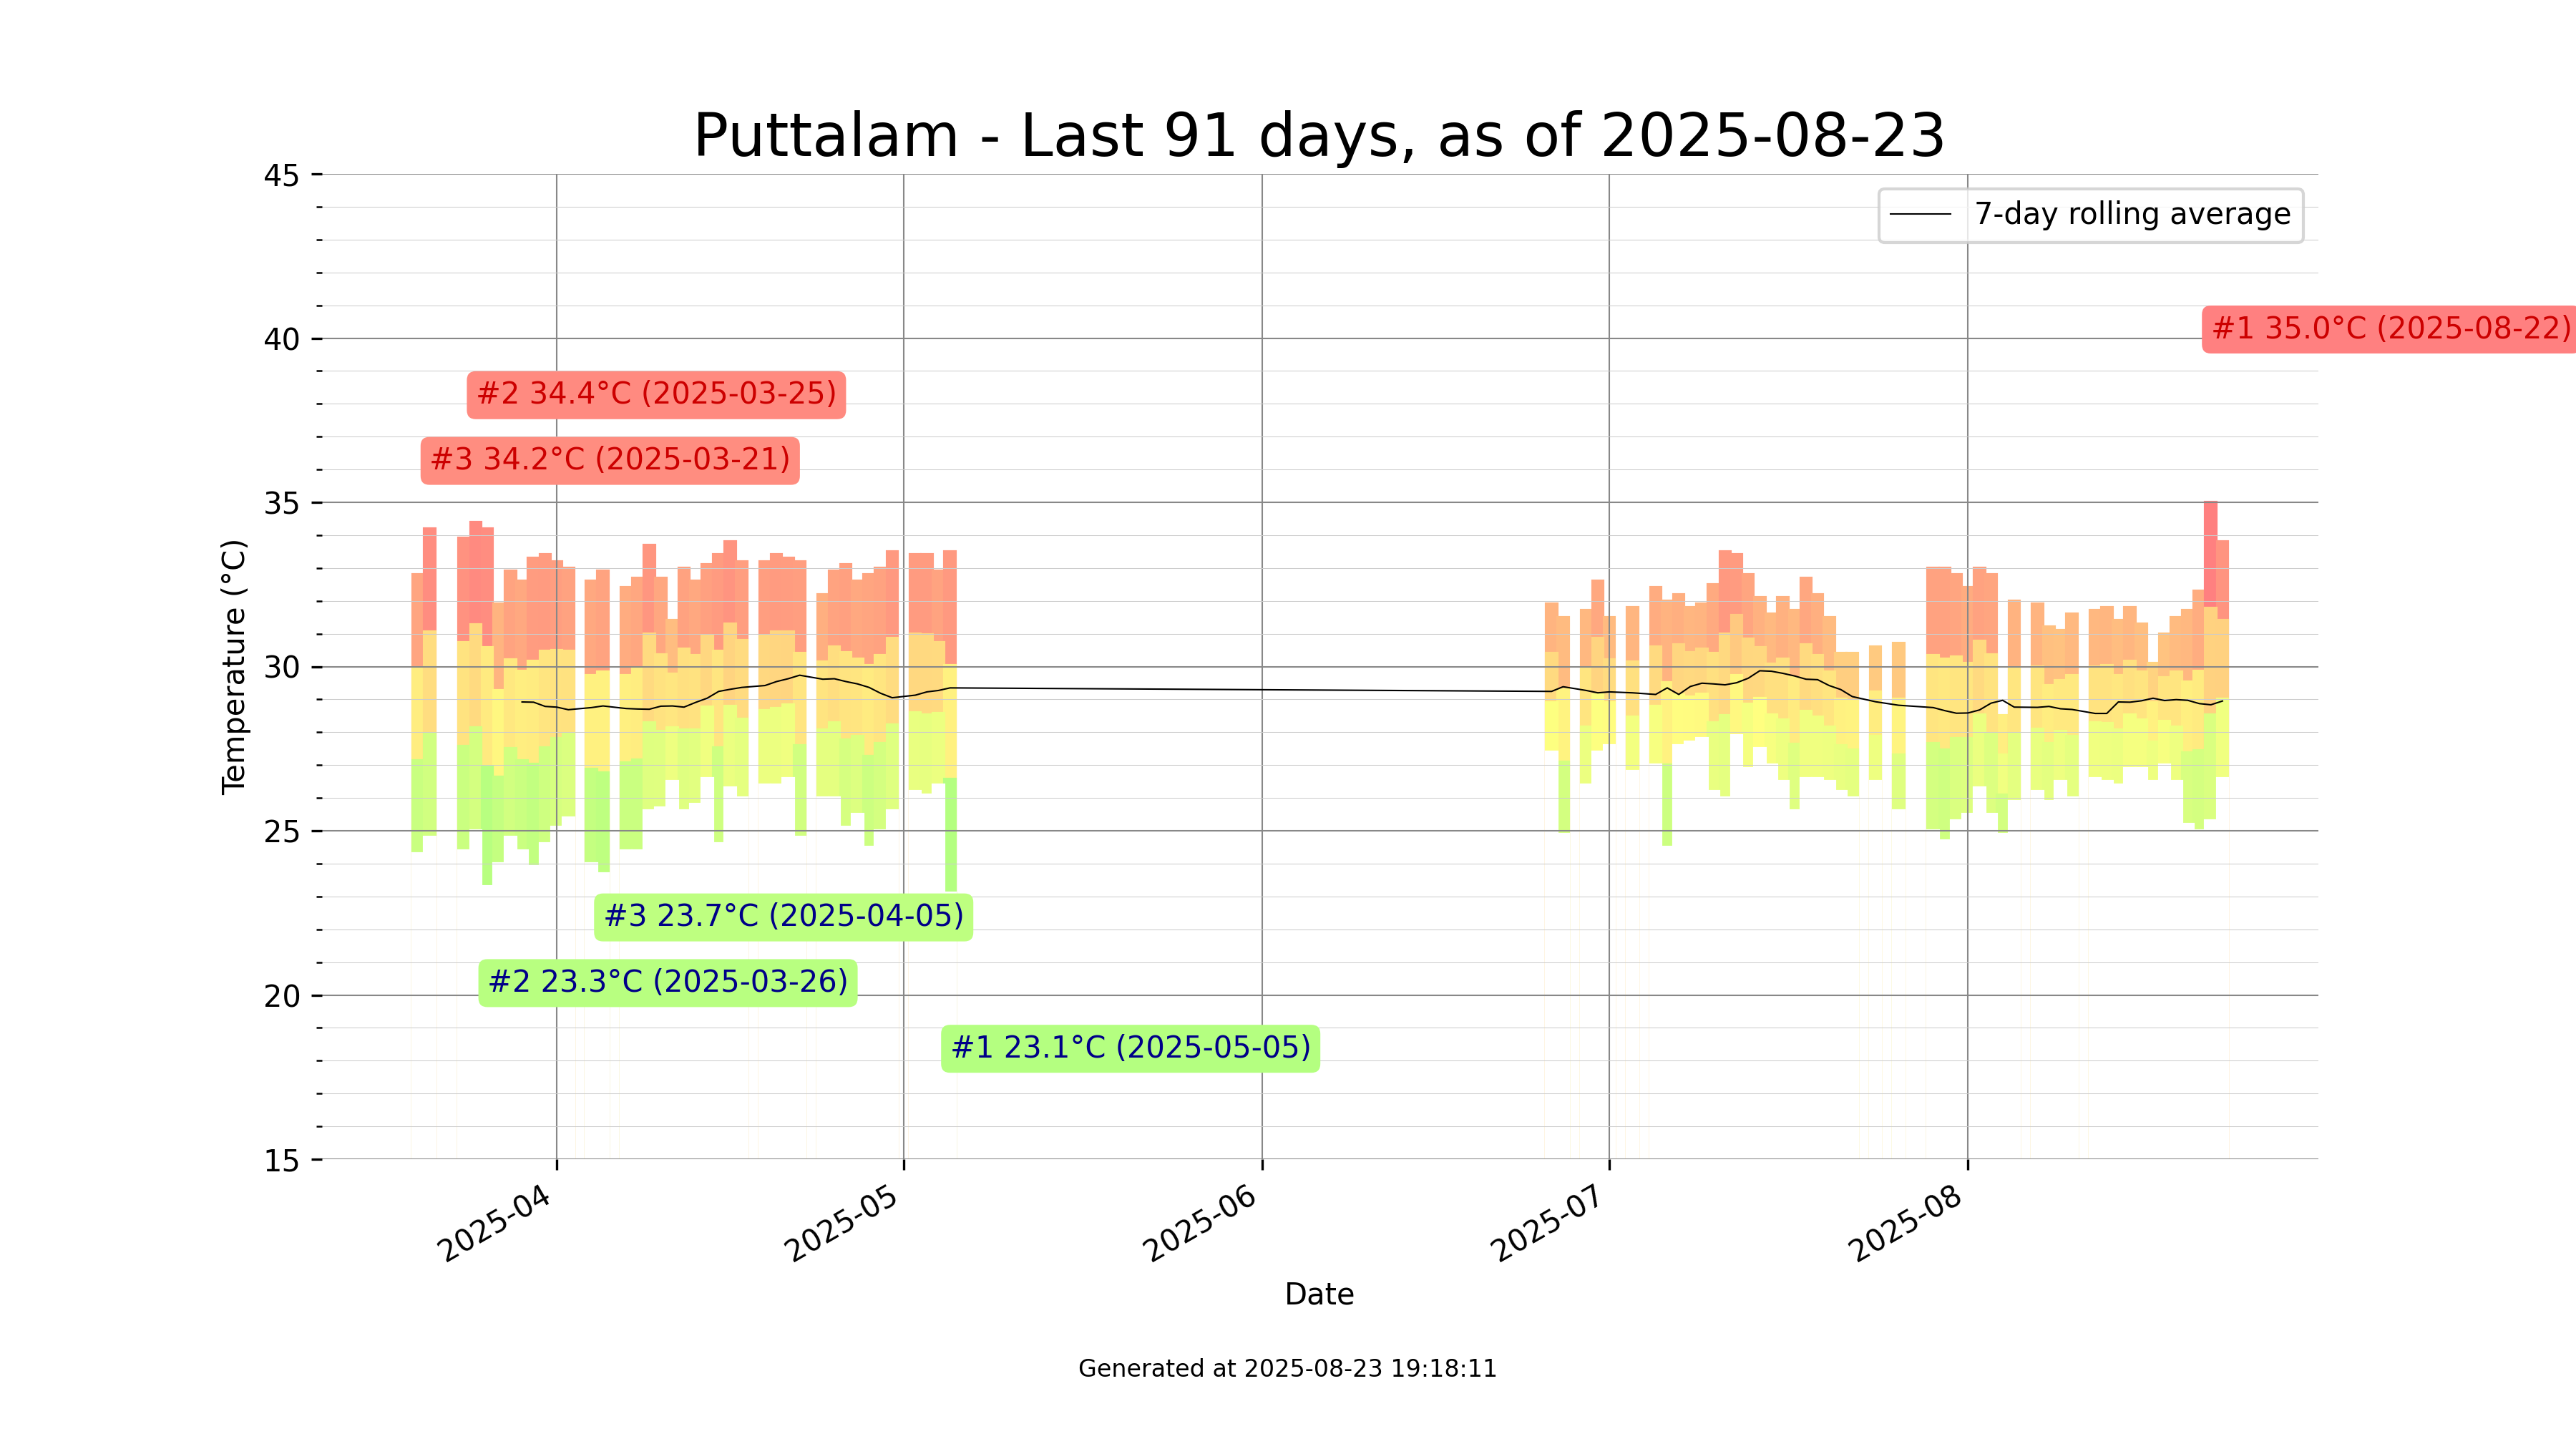 Puttalam - Last 91 days, as of 2025-08-23
45
40
35
30
25
20
15
Temperature (°C)
7-day rolling average
#1 35.0°C (2025-08-22)
#2 34.4°C (2025-03-25)
#3 34.2°C (2025-03-21)
#3 23.7°C (2025-04-05)
#2 23.3°C (2025-03-26)
#1 23.1°C (2025-05-05)
2025-04
2025-05
2025-06
2025-07
2025-08
Date
Generated at 2025-08-23 19:18:11